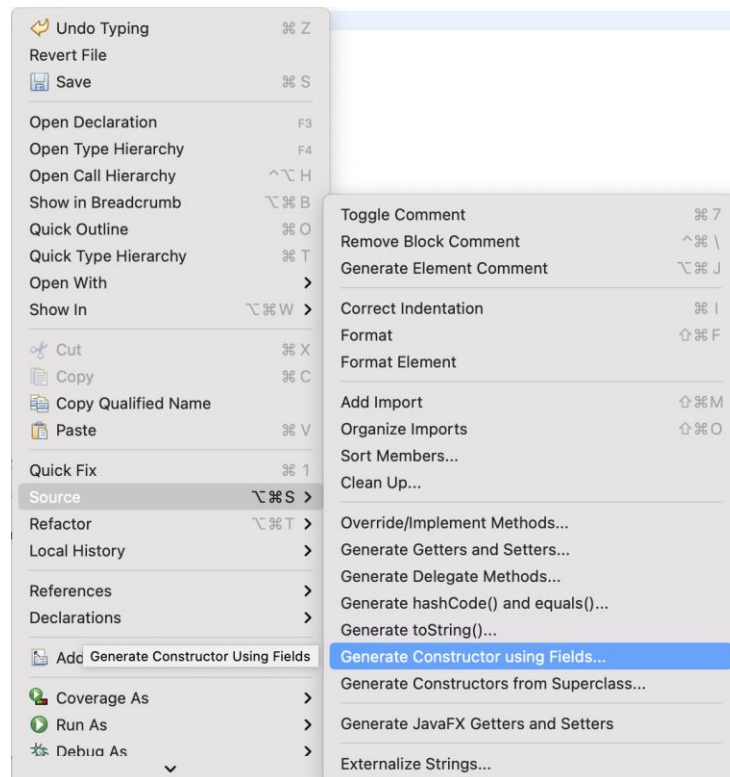 Undo Typing ⌘ Z
Revert File
Save ⌘ S
Open Declaration F3
Open Type Hierarchy F4
Open Call Hierarchy ^⌥ H
Show in Breadcrumb ⌥⌘ B
Quick Outline ⌘ O
Quick Type Hierarchy ⌘ T
Open With >
Show In ⌥⌘ W >
Cut ⌘ X
Copy ⌘ C
Copy Qualified Name
Paste ⌘ V
Quick Fix ⌘ 1
Source ⌥⌘ S >
Refactor ⌥⌘ T >
Local History >
References >
Declarations >
Add
Generate Constructor Using Fields
Coverage As >
Run As >
Debug As >
Toggle Comment ⌘ 7
Remove Block Comment ^⌘ \
Generate Element Comment ⌥⌘ J
Correct Indentation ⌘ I
Format ⇧⌘ F
Format Element
Add Import ⇧⌘ M
Organize Imports ⇧⌘ O
Sort Members...
Clean Up...
Override/Implement Methods...
Generate Getters and Setters...
Generate Delegate Methods...
Generate hashCode() and equals()...
Generate toString()...
Generate Constructor using Fields...
Generate Constructors from Superclass...
Generate JavaFX Getters and Setters
Externalize Strings...